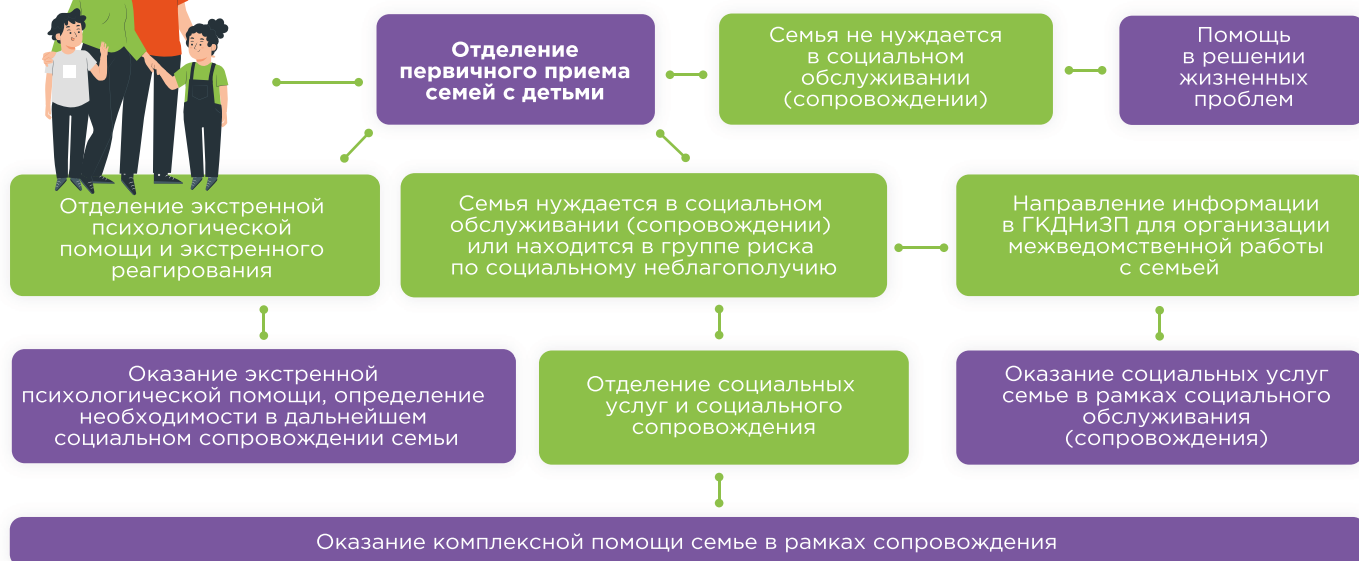 Отделение
первичного приема
семей с детьми
Семья не нуждается
в социальном
обслуживании
(сопровождении)
Помощь
в решении
жизненных
проблем
Отделение экстренной
психологической
помощи и экстренного
реагирования
Семья нуждается в социальном
обслуживании (сопровождении)
или находится в группе риска
по социальному неблагополучию
Направление информации
в ГКДНиЗП для организации
межведомственной работы
с семьей
Оказание экстренной
психологической помощи, определение
необходимости в дальнейшем
социальном сопровождении семьи
Отделение социальных
услуг и социального
сопровождения
Оказание социальных услуг
семье в рамках социального
обслуживания
(сопровождения)
Оказание комплексной помощи семье в рамках сопровождения